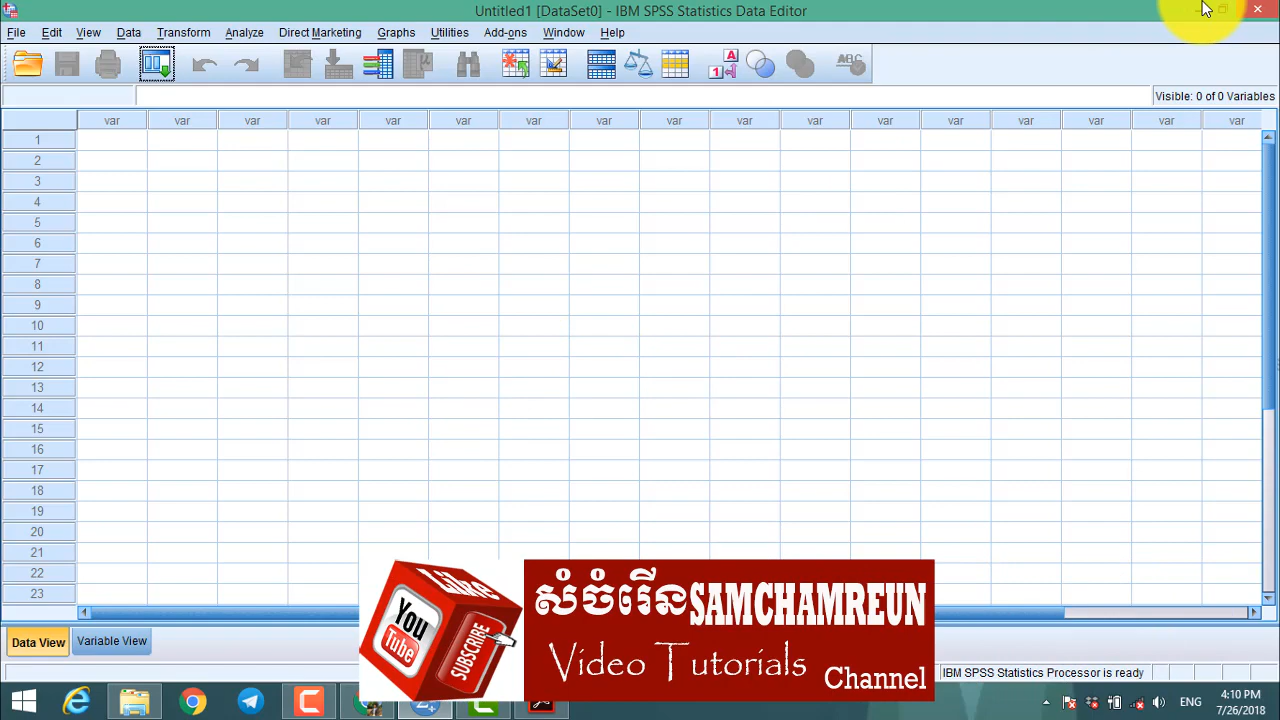 Untitled1 [DataSet0] - IBM SPSS Statistics Data Editor
File Edit View Data Transform Analyze Direct Marketing Graphs Utilities Add-ons Window Help
Visible: 0 of 0 Variables
var var var var var var var var var var var var var var var var var
1
2
3
4
5
6
7
8
9
10
11
12
13
14
15
16
17
18
19
20
21
22
23
Like
You
Tube
SUBSCRIBE
សំចំរើនSAMCHAMREUN
Video Tutorials
Channel
Data View Variable View
IBM SPSS Statistics Processor is ready
ENG
4:10 PM
7/26/2018